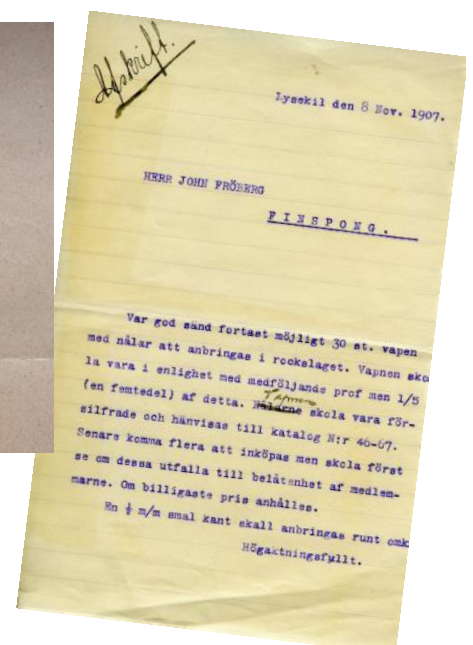 Afskrift.
Lysekil den 8 Nov. 1907.
HERR JOHN FRÖBERG
FINSPONG.
Var god sänd fortast möjligt 30 st. vapen
med nålar att anbringas i rockslaget. Vapnen sko
la vara i enlighet med medföljande prof men 1/5
Vapnen
(en femtedel) af detta. Nålarne skola vara för-
silfrade och hänvisas till katalog N:r 46-67.
Senare komma flera att inköpas men skola först
se om dessa utfalla till belåtenhet af medlem-
marne. Om billigaste pris anhålles.
En ½ m/m smal kant skall anbringas runt omk
Högaktningsfullt.